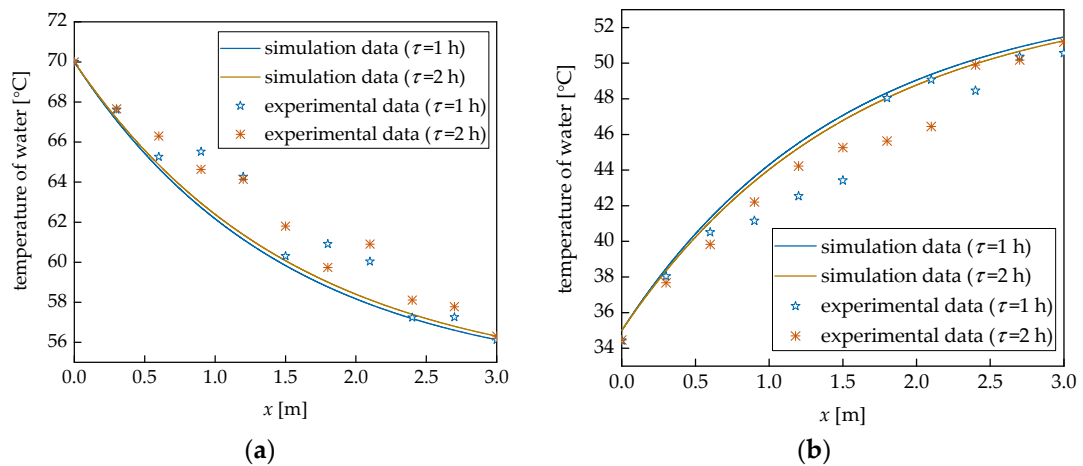 72
70
68
66
64
62
60
58
56
temperature of water [°C]
simulation data (τ=1 h)
simulation data (τ=2 h)
experimental data (τ=1 h)
experimental data (τ=2 h)
0.0 0.5 1.0 1.5 2.0 2.5 3.0
x [m]
(a)
52
50
48
46
44
42
40
38
36
34
temperature of water [°C]
simulation data (τ=1 h)
simulation data (τ=2 h)
experimental data (τ=1 h)
experimental data (τ=2 h)
0.0 0.5 1.0 1.5 2.0 2.5 3.0
x [m]
(b)